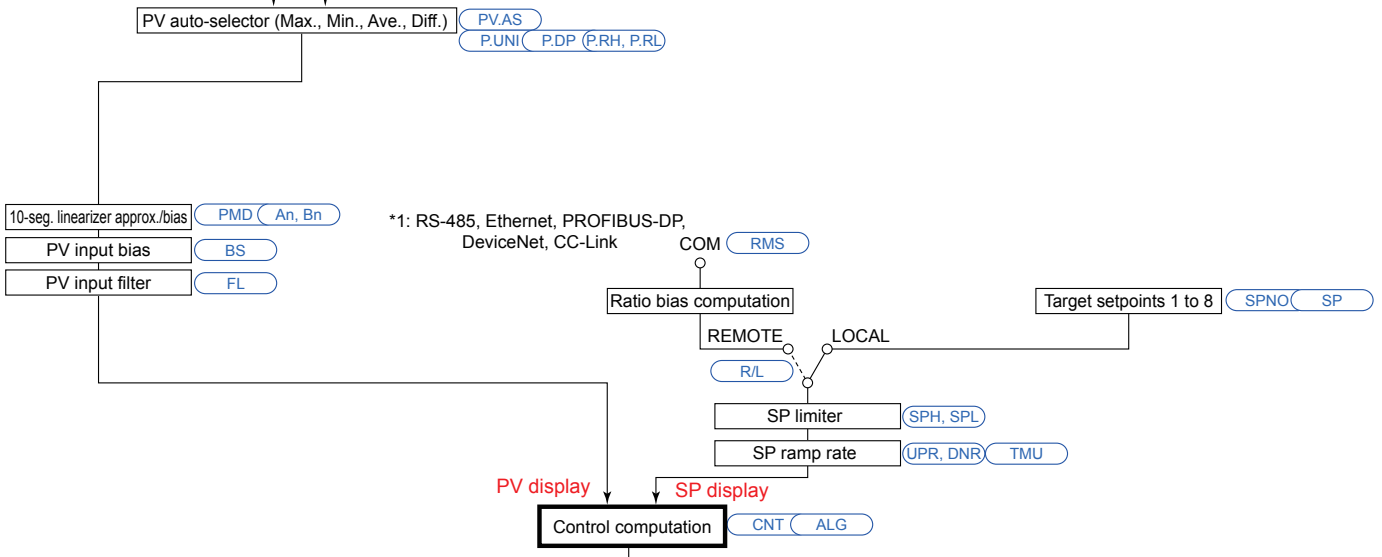 PV auto-selector (Max., Min., Ave., Diff.) PV.AS
P.UNI P.DP P.RH, P.RL
10-seg. linearizer approx./bias PMD An, Bn
PV input bias BS
PV input filter FL
*1: RS-485, Ethernet, PROFIBUS-DP,
DeviceNet, CC-Link
COM RMS
Ratio bias computation
Target setpoints 1 to 8 SPNO SP
REMOTE LOCAL
R/L
SP limiter SPH, SPL
SP ramp rate UPR, DNR TMU
PV display SP display
Control computation CNT ALG